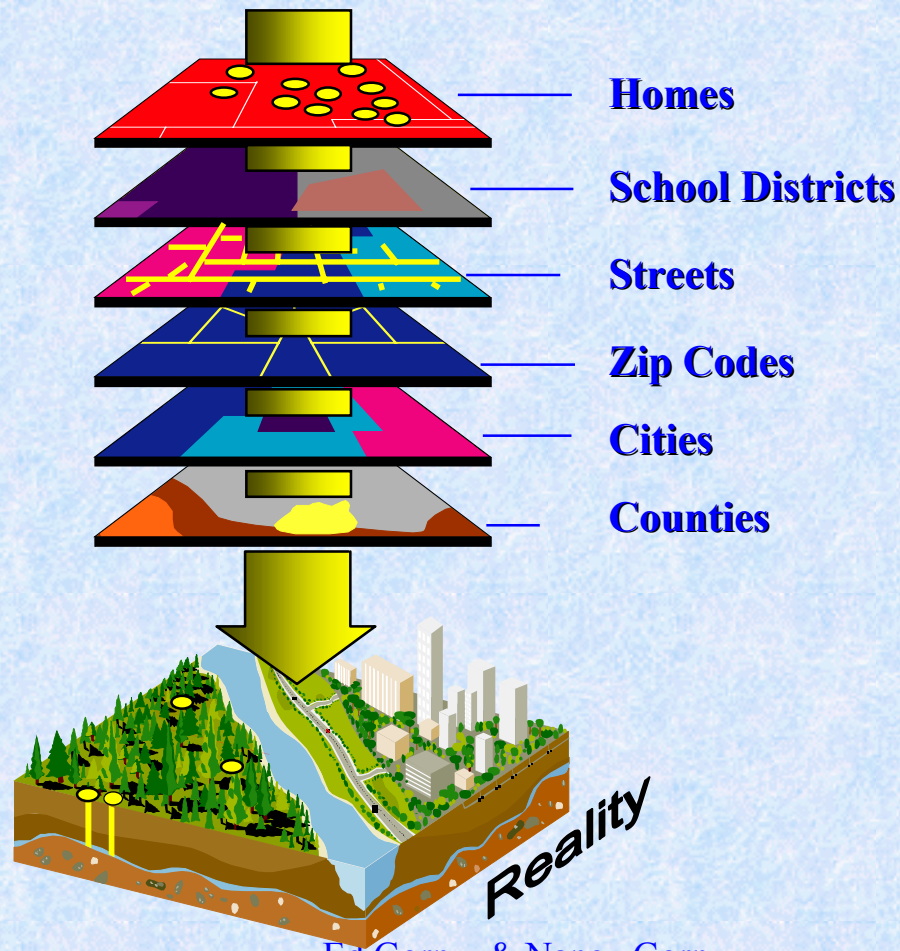 Homes
School Districts
Streets
Zip Codes
Cities
Counties
Reality